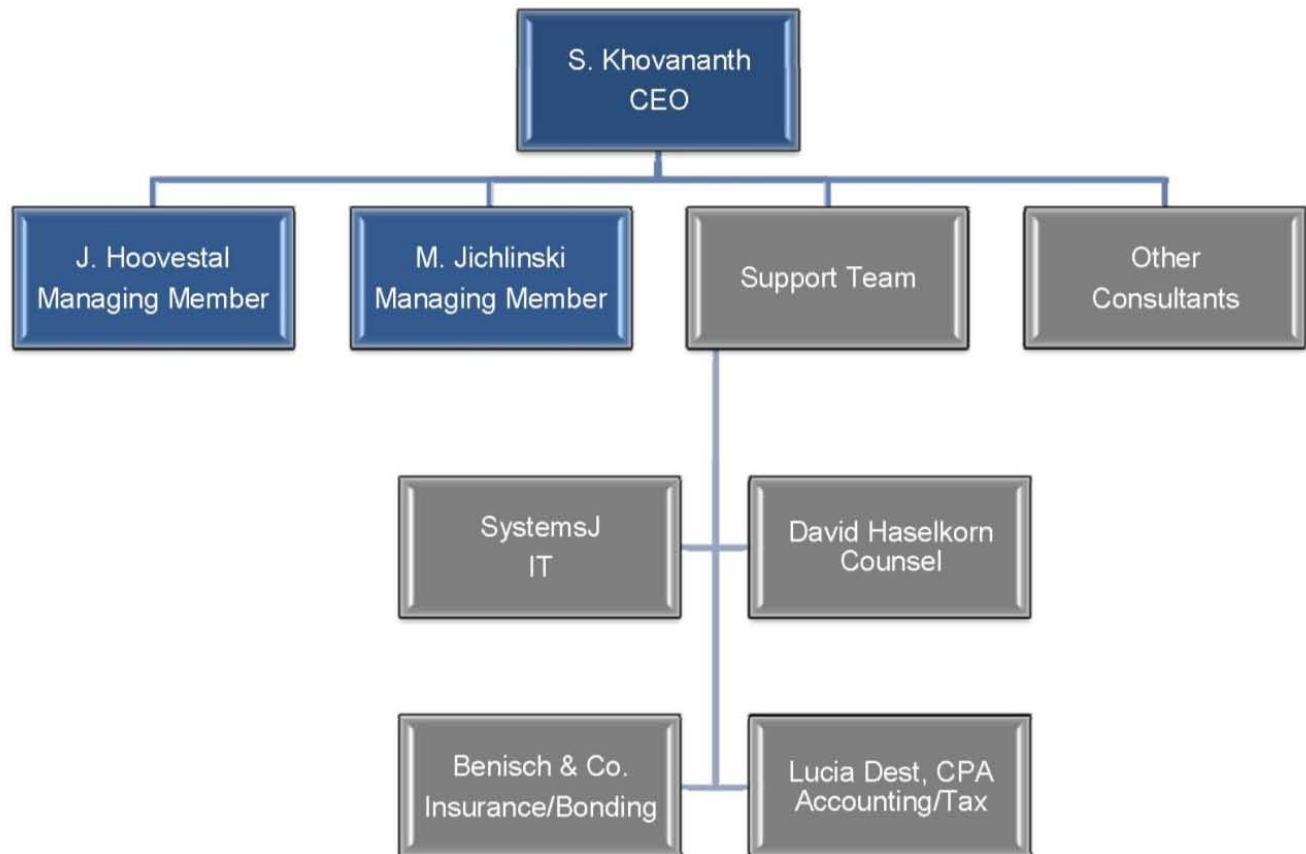 S. Khovananth
CEO
J. Hoovestal
Managing Member
M. Jichlinski
Managing Member
Support Team
Other
Consultants
SystemsJ
IT
David Haselkorn
Counsel
Benisch & Co.
Insurance/Bonding
Lucia Dest, CPA
Accounting/Tax